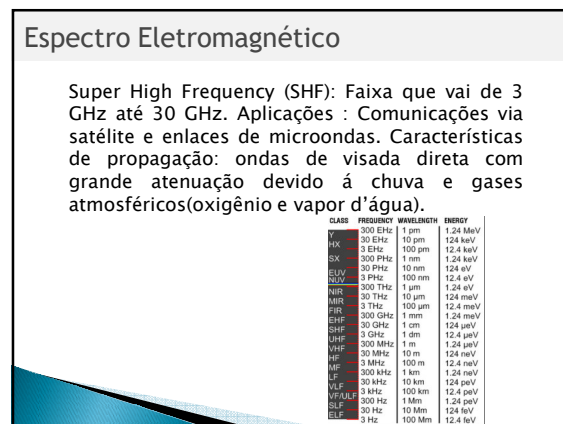 Espectro Eletromagnético
Super High Frequency (SHF): Faixa que vai de 3
GHz até 30 GHz. Aplicações : Comunicações via
satélite e enlaces de microondas. Características
de propagação: ondas de visada direta com
grande atenuação devido á chuva e gases
atmosféricos(oxigênio e vapor d’água).
CLASS FREQUENCY WAVELENGTH ENERGY
300 EHz 1 pm 1.24 MeV
Y
30 EHz 10 pm 124 keV
HX
3 EHz 100 pm 12.4 keV
SX 300 PHz 1 nm 1.24 keV
30 PHz 10 nm 124 eV
EUV
NUV 3 PHz 100 nm 12.4 eV
300 THz 1 µm 1.24 eV
NIR
30 THz 10 µm 124 meV
MIR
3 THz 100 µm 12.4 meV
FIR
300 GHz 1 mm 1.24 meV
EHF
30 GHz 1 cm 124 µeV
SHF
3 GHz 1 dm 12.4 µeV
UHF
300 MHz 1 m 1.24 µeV
VHF
30 MHz 10 m 124 neV
HF
3 MHz 100 m 12.4 neV
MF
300 kHz 1 km 1.24 neV
LF
30 kHz 10 km 124 peV
VLF
3 kHz 100 km 12.4 peV
VF/ULF
300 Hz 1 Mm 1.24 peV
SLF
30 Hz 10 Mm 124 feV
ELF
3 Hz 100 Mm 12.4 feV